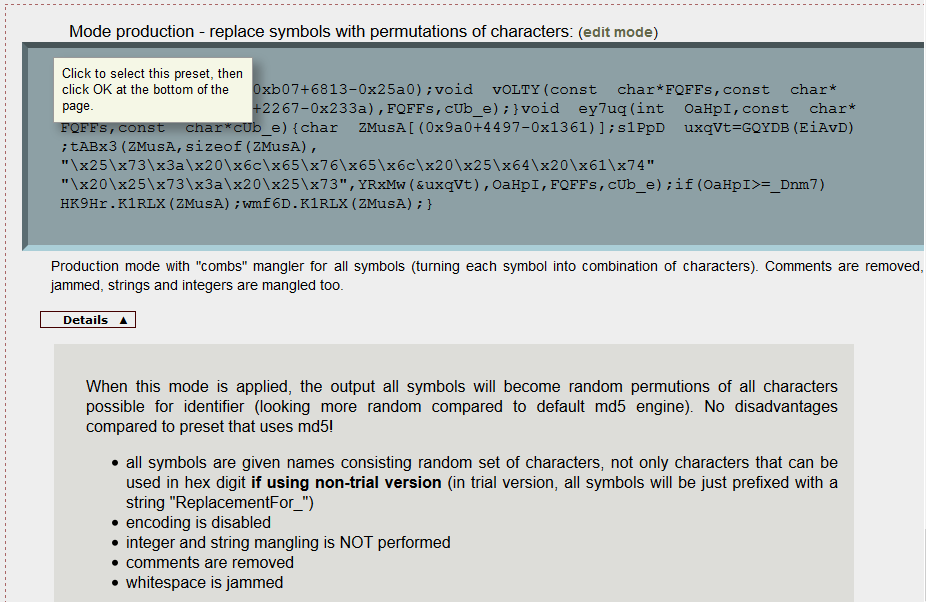 Mode production - replace symbols with permutations of characters: (edit mode)
Click to select this preset, then
click OK at the bottom of the
page.
0xb07+6813-0x25a0);void vOLTY(const char*FQFFs,const char*
+2267-0x233a),FQFFs,cUb_e);}void ey7uq(int OaHpI,const char*
FQFFs,const char*cUb_e){char ZMusA[(0x9a0+4497-0x1361)];s1PpD uxqVt=GQYDB(EiAvD)
;tABx3(ZMusA,sizeof(ZMusA),
"\x25\x73\x3a\x20\x6c\x65\x76\x65\x6c\x20\x25\x64\x20\x61\x74"
"\x20\x25\x73\x3a\x20\x25\x73",YRxMw(&uxqVt),OaHpI,FQFFs,cUb_e);if(OaHpI>=_Dnm7)
HK9Hr.K1RLX(ZMusA);wmf6D.K1RLX(ZMusA);}
Production mode with "combs" mangler for all symbols (turning each symbol into combination of characters). Comments are removed,
jammed, strings and integers are mangled too.
Details ▲
When this mode is applied, the output all symbols will become random permutions of all characters
possible for identifier (looking more random compared to default md5 engine). No disadvantages
compared to preset that uses md5!
• all symbols are given names consisting random set of characters, not only characters that can be
used in hex digit if using non-trial version (in trial version, all symbols will be just prefixed with a
string "ReplacementFor_")
• encoding is disabled
• integer and string mangling is NOT performed
• comments are removed
• whitespace is jammed